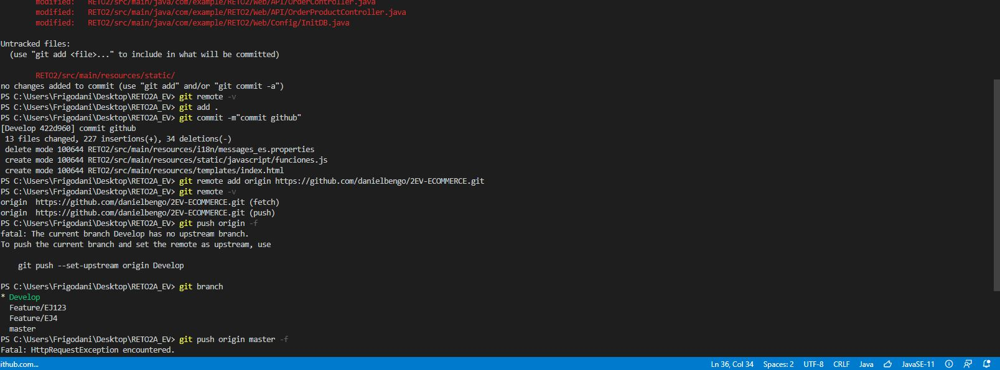 modified:   RETO2/src/main/java/com/example/RETO2/Web/API/OrderController.java
modified:   RETO2/src/main/java/com/example/RETO2/Web/API/OrderProductController.java
modified:   RETO2/src/main/java/com/example/RETO2/Web/Config/InitDB.java
Untracked files:
(use "git add <file>..." to include in what will be committed)
RETO2/src/main/resources/static/
no changes added to commit (use "git add" and/or "git commit -a")
PS C:\Users\Frigodani\Desktop\RETO2A_EV> git remote -v
PS C:\Users\Frigodani\Desktop\RETO2A_EV> git add .
PS C:\Users\Frigodani\Desktop\RETO2A_EV> git commit -m"commit github"
[Develop 422d960] commit github
13 files changed, 227 insertions(+), 34 deletions(-)
delete mode 100644 RETO2/src/main/resources/i18n/messages_es.properties
create mode 100644 RETO2/src/main/resources/static/javascript/funciones.js
create mode 100644 RETO2/src/main/resources/templates/index.html
PS C:\Users\Frigodani\Desktop\RETO2A_EV> git remote add origin https://github.com/danielbengo/2EV-ECOMMERCE.git
PS C:\Users\Frigodani\Desktop\RETO2A_EV> git remote -v
origin  https://github.com/danielbengo/2EV-ECOMMERCE.git (fetch)
origin  https://github.com/danielbengo/2EV-ECOMMERCE.git (push)
PS C:\Users\Frigodani\Desktop\RETO2A_EV> git push origin -f
fatal: The current branch Develop has no upstream branch.
To push the current branch and set the remote as upstream, use
git push --set-upstream origin Develop
PS C:\Users\Frigodani\Desktop\RETO2A_EV> git branch
* Develop
Feature/EJ123
Feature/EJ4
master
PS C:\Users\Frigodani\Desktop\RETO2A_EV> git push origin master -f
Fatal: HttpRequestException encountered.
ithub.com... Ln 36, Col 34 Spaces: 2 UTF-8 CRLF Java JavaSE-11